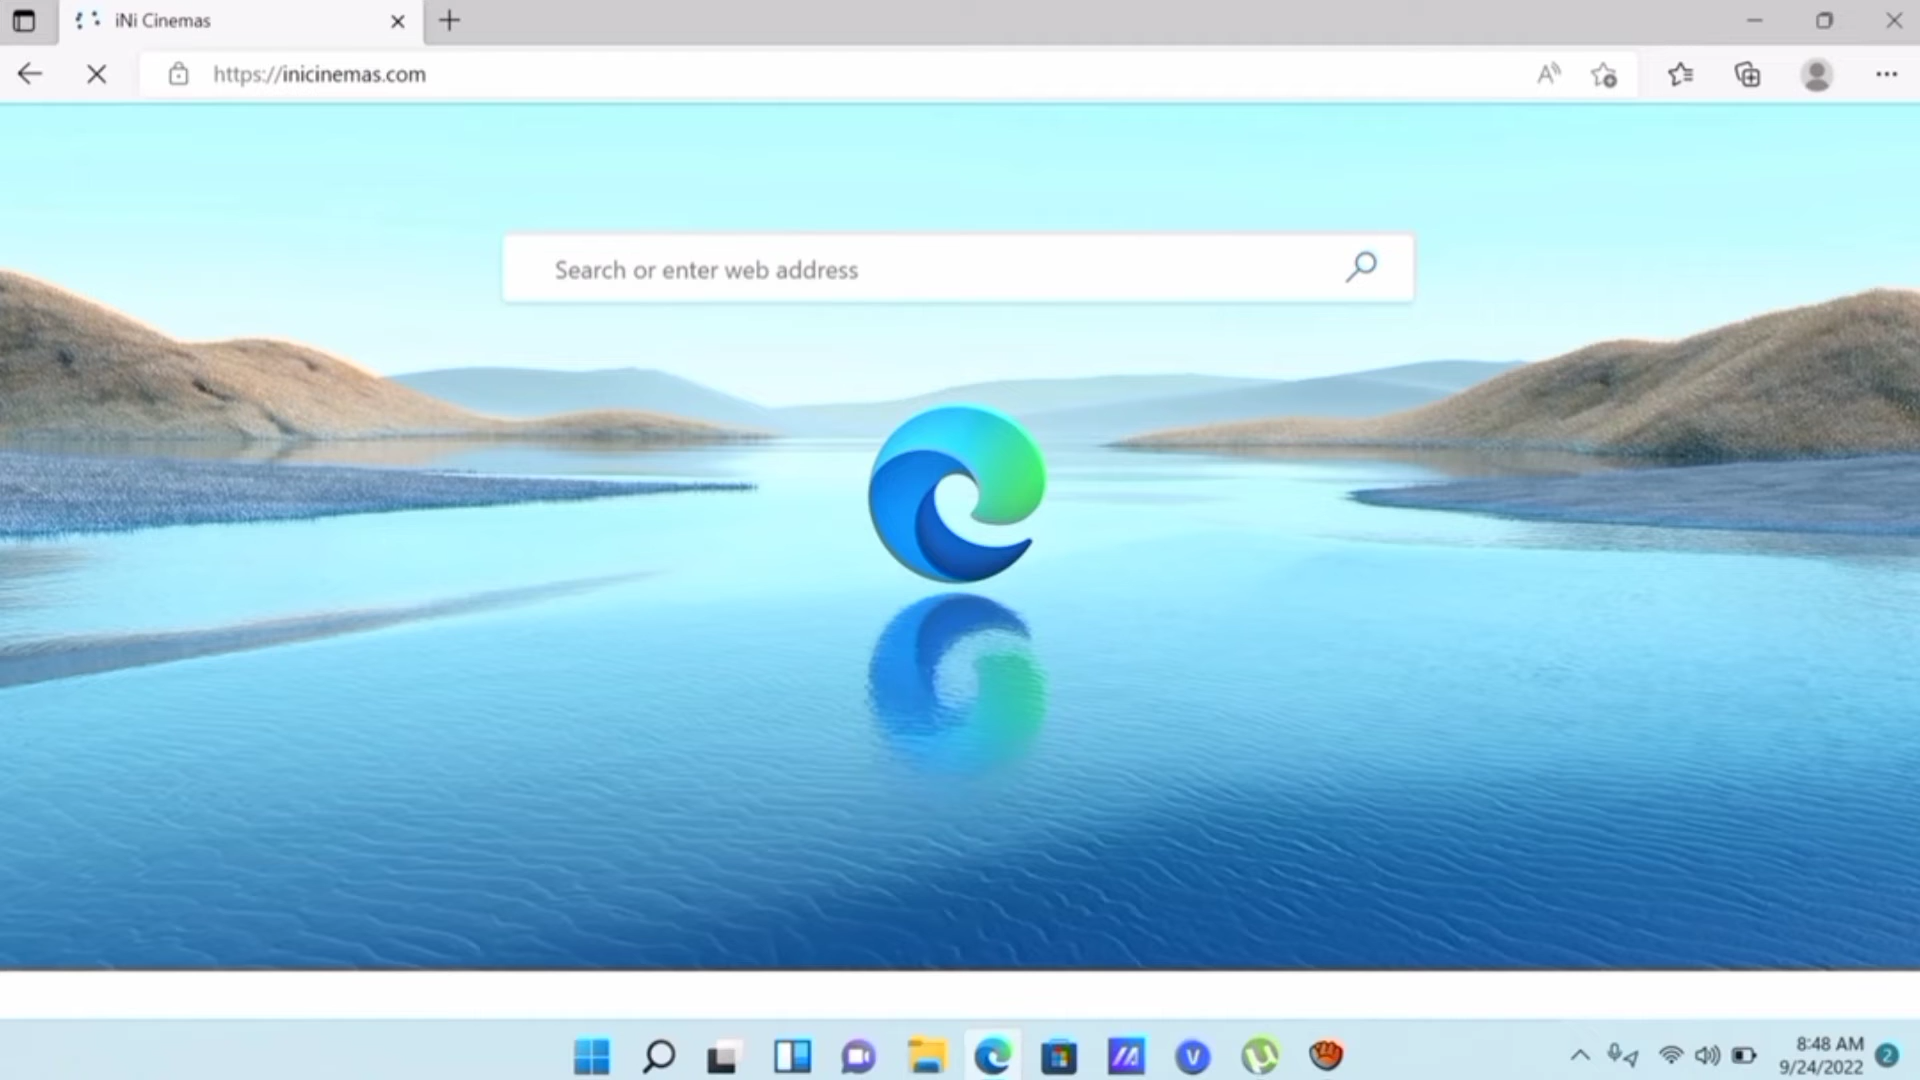 iNi Cinemas
https://inicinemas.com
Search or enter web address
8:48 AM
9/24/2022
2